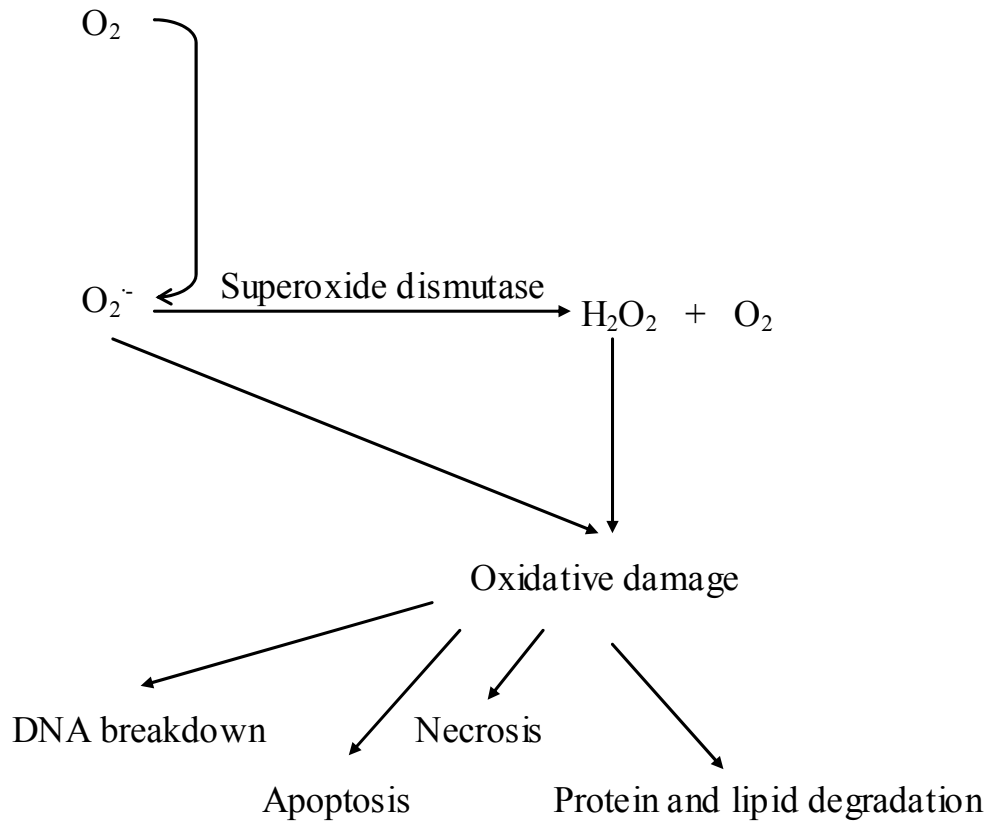 O₂
Superoxide dismutase
O₂·- H₂O₂ + O₂
Oxidative damage
DNA breakdown Necrosis
Apoptosis Protein and lipid degradation